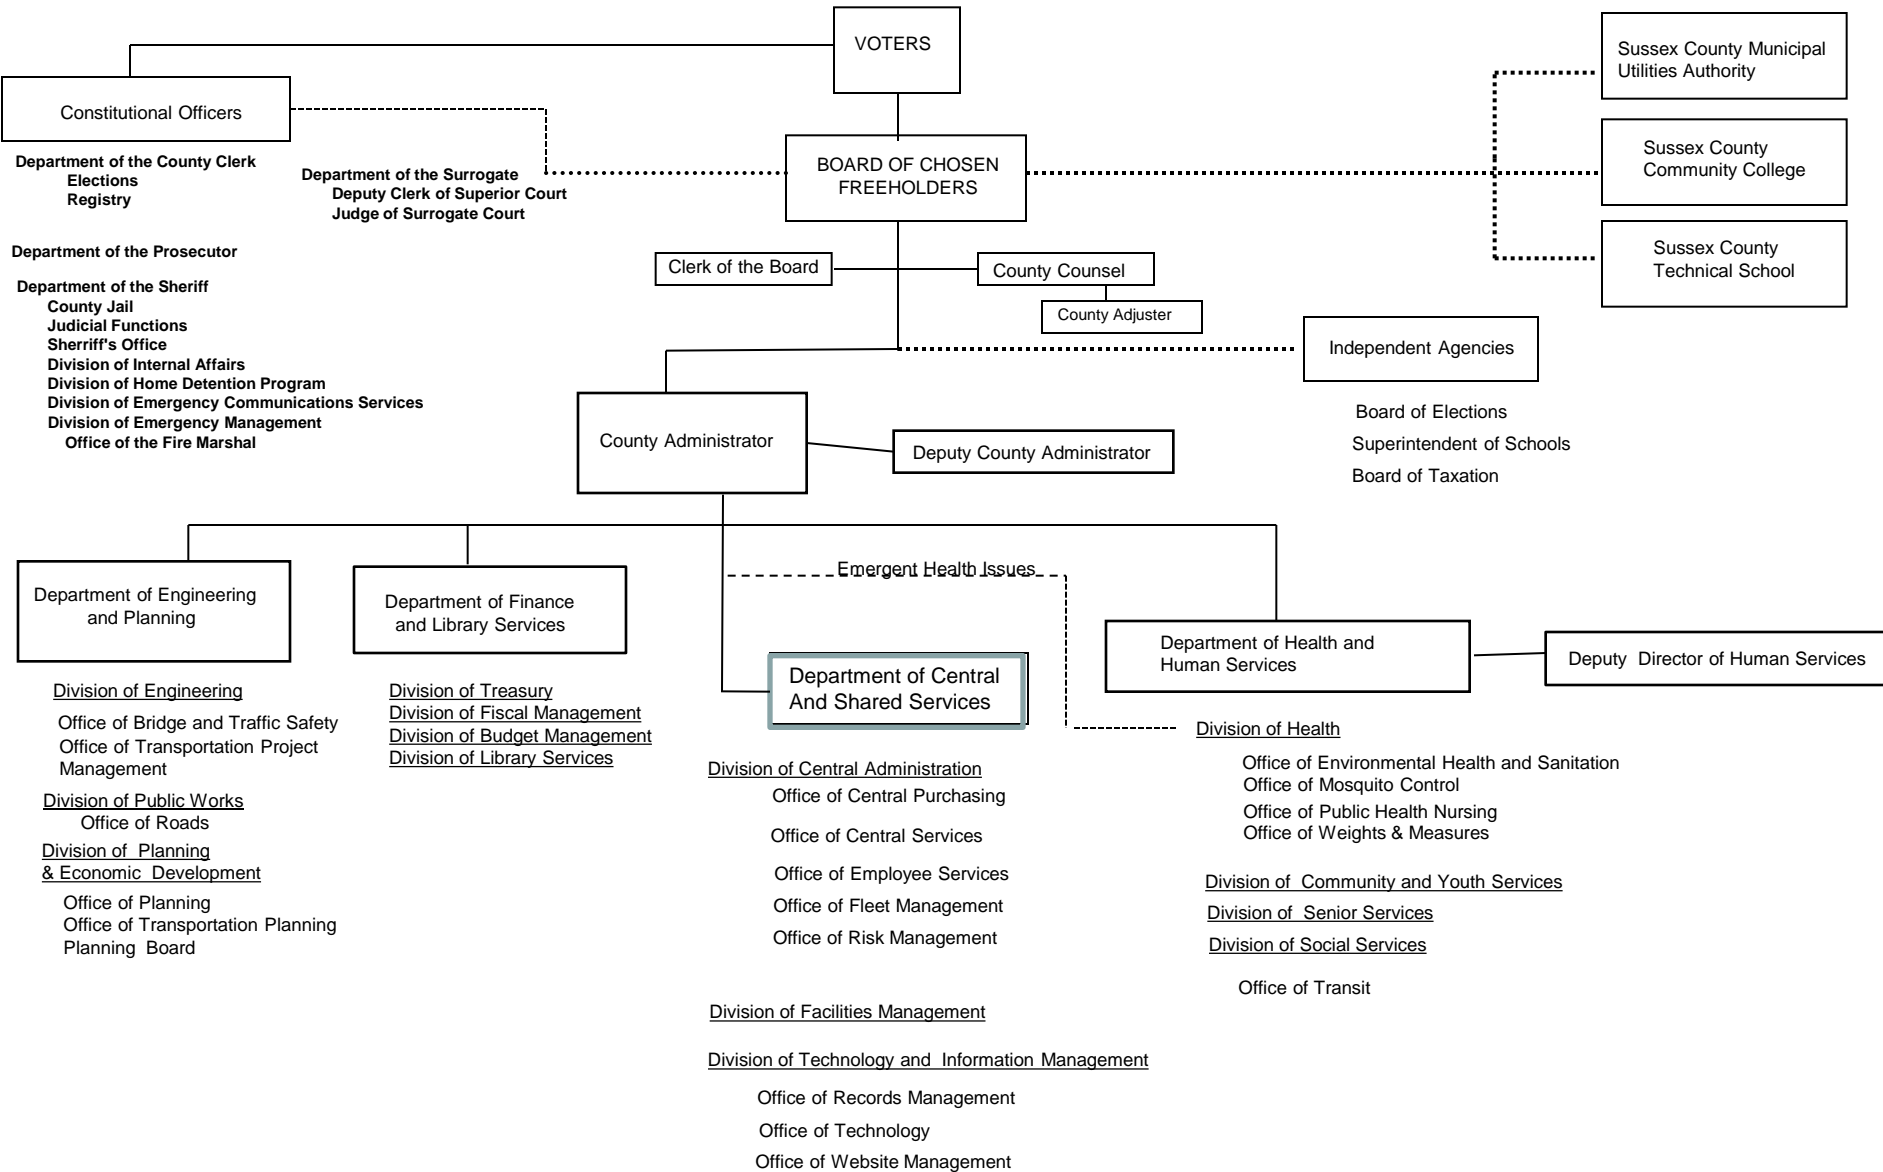 VOTERS
Sussex County Municipal
Utilities Authority
Constitutional Officers
Sussex County
Community College
BOARD OF CHOSEN
FREEHOLDERS
Department of the County Clerk
Elections
Registry
Department of the Surrogate
Deputy Clerk of Superior Court
Judge of Surrogate Court
Sussex County
Technical School
Department of the Prosecutor
Clerk of the Board
County Counsel
County Adjuster
Department of the Sheriff
County Jail
Judicial Functions
Sherriff's Office
Division of Internal Affairs
Division of Home Detention Program
Division of Emergency Communications Services
Division of Emergency Management
Office of the Fire Marshal
Independent Agencies
Board of Elections
Superintendent of Schools
Board of Taxation
County Administrator
Deputy County Administrator
Emergent Health Issues
Department of Engineering
and Planning
Department of Finance
and Library Services
Department of Central
And Shared Services
Department of Health and
Human Services
Deputy Director of Human Services
Division of Engineering
Office of Bridge and Traffic Safety
Office of Transportation Project
Management
Division of Public Works
Office of Roads
Division of Planning
& Economic Development
Office of Planning
Office of Transportation Planning
Planning Board
Division of Treasury
Division of Fiscal Management
Division of Budget Management
Division of Library Services
Division of Central Administration
Office of Central Purchasing
Office of Central Services
Office of Employee Services
Office of Fleet Management
Office of Risk Management
Division of Facilities Management
Division of Technology and Information Management
Office of Records Management
Office of Technology
Office of Website Management
Division of Health
Office of Environmental Health and Sanitation
Office of Mosquito Control
Office of Public Health Nursing
Office of Weights & Measures
Division of Community and Youth Services
Division of Senior Services
Division of Social Services
Office of Transit